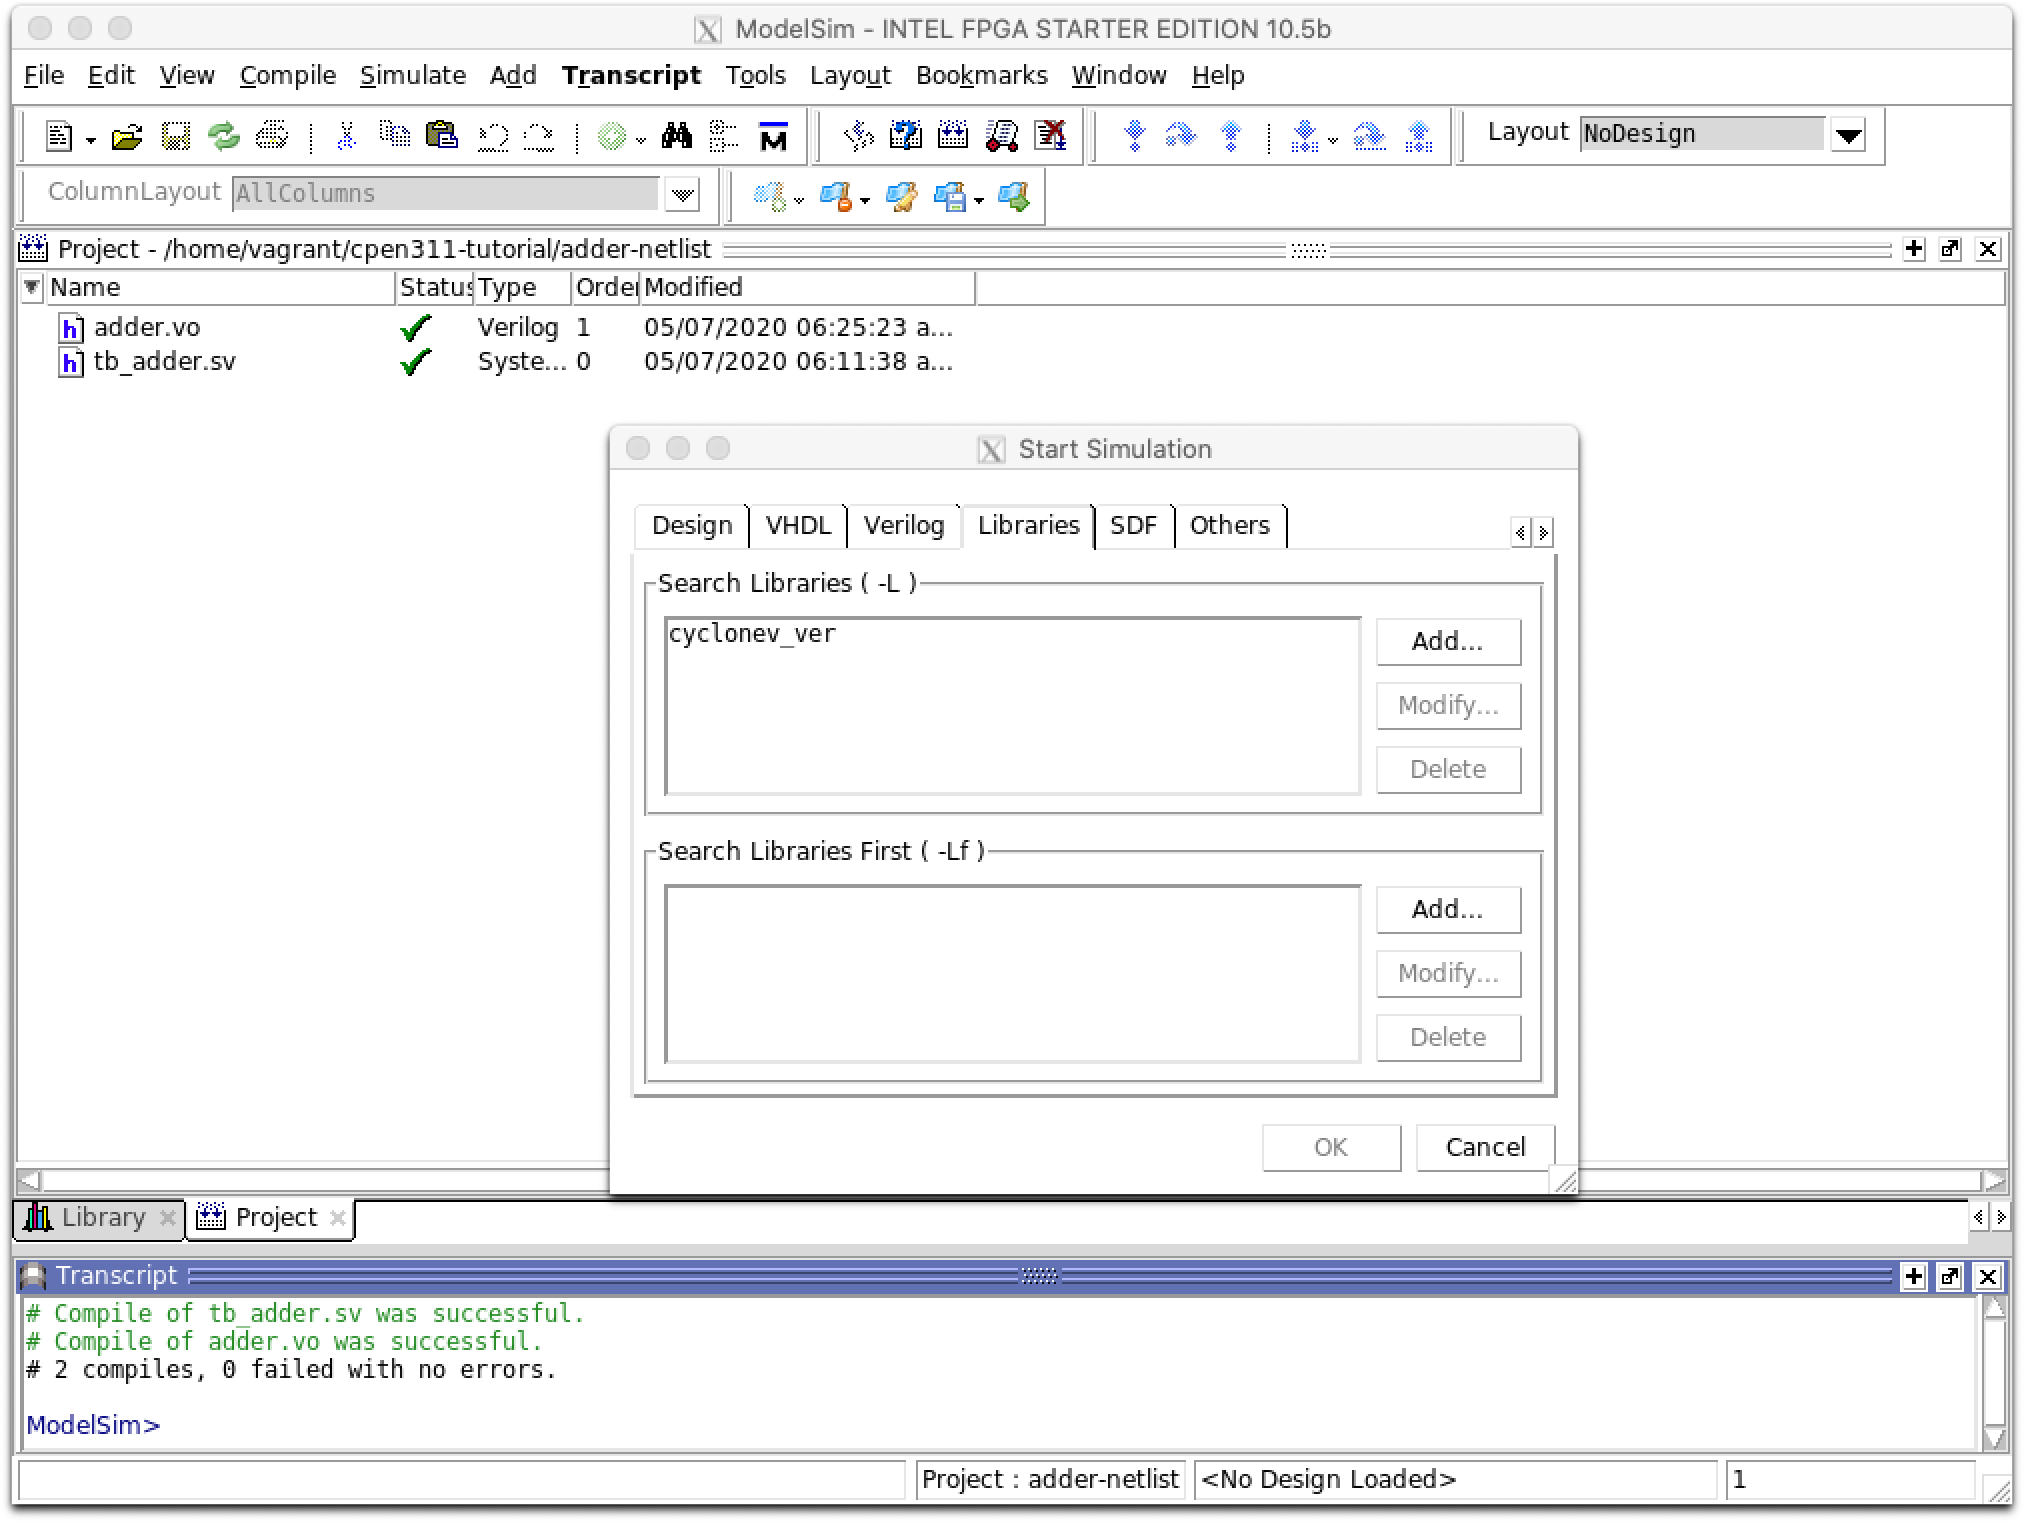 ModelSim - INTEL FPGA STARTER EDITION 10.5b
File Edit View Compile Simulate Add Transcript Tools Layout Bookmarks Window Help
Layout NoDesign
ColumnLayout AllColumns
Project - /home/vagrant/cpen311-tutorial/adder-netlist
Name Status Type Order Modified
adder.vo Verilog 1 05/07/2020 06:25:23 a...
tb_adder.sv Syste... 0 05/07/2020 06:11:38 a...
Start Simulation
Design VHDL Verilog Libraries SDF Others
Search Libraries ( -L )
cyclonev_ver
Add...
Modify...
Delete
Search Libraries First ( -Lf )
Add...
Modify...
Delete
OK Cancel
Library Project
Transcript
# Compile of tb_adder.sv was successful.
# Compile of adder.vo was successful.
# 2 compiles, 0 failed with no errors.
ModelSim>
Project : adder-netlist <No Design Loaded> 1